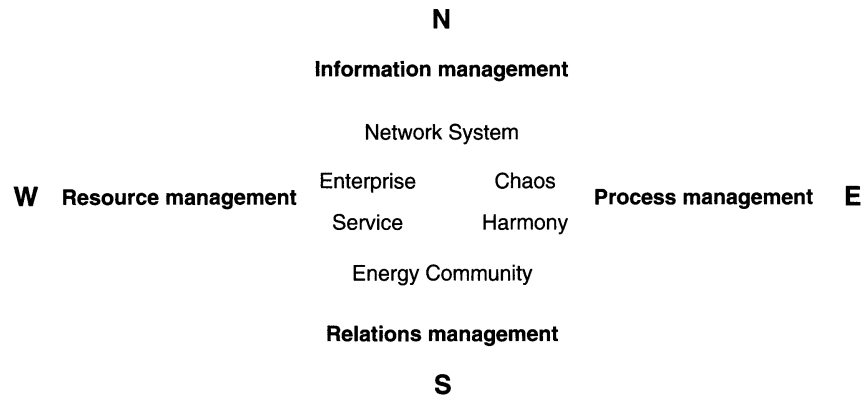 N
Information management
Network System
Enterprise Chaos
W Resource management Process management E
Service Harmony
Energy Community
Relations management
S